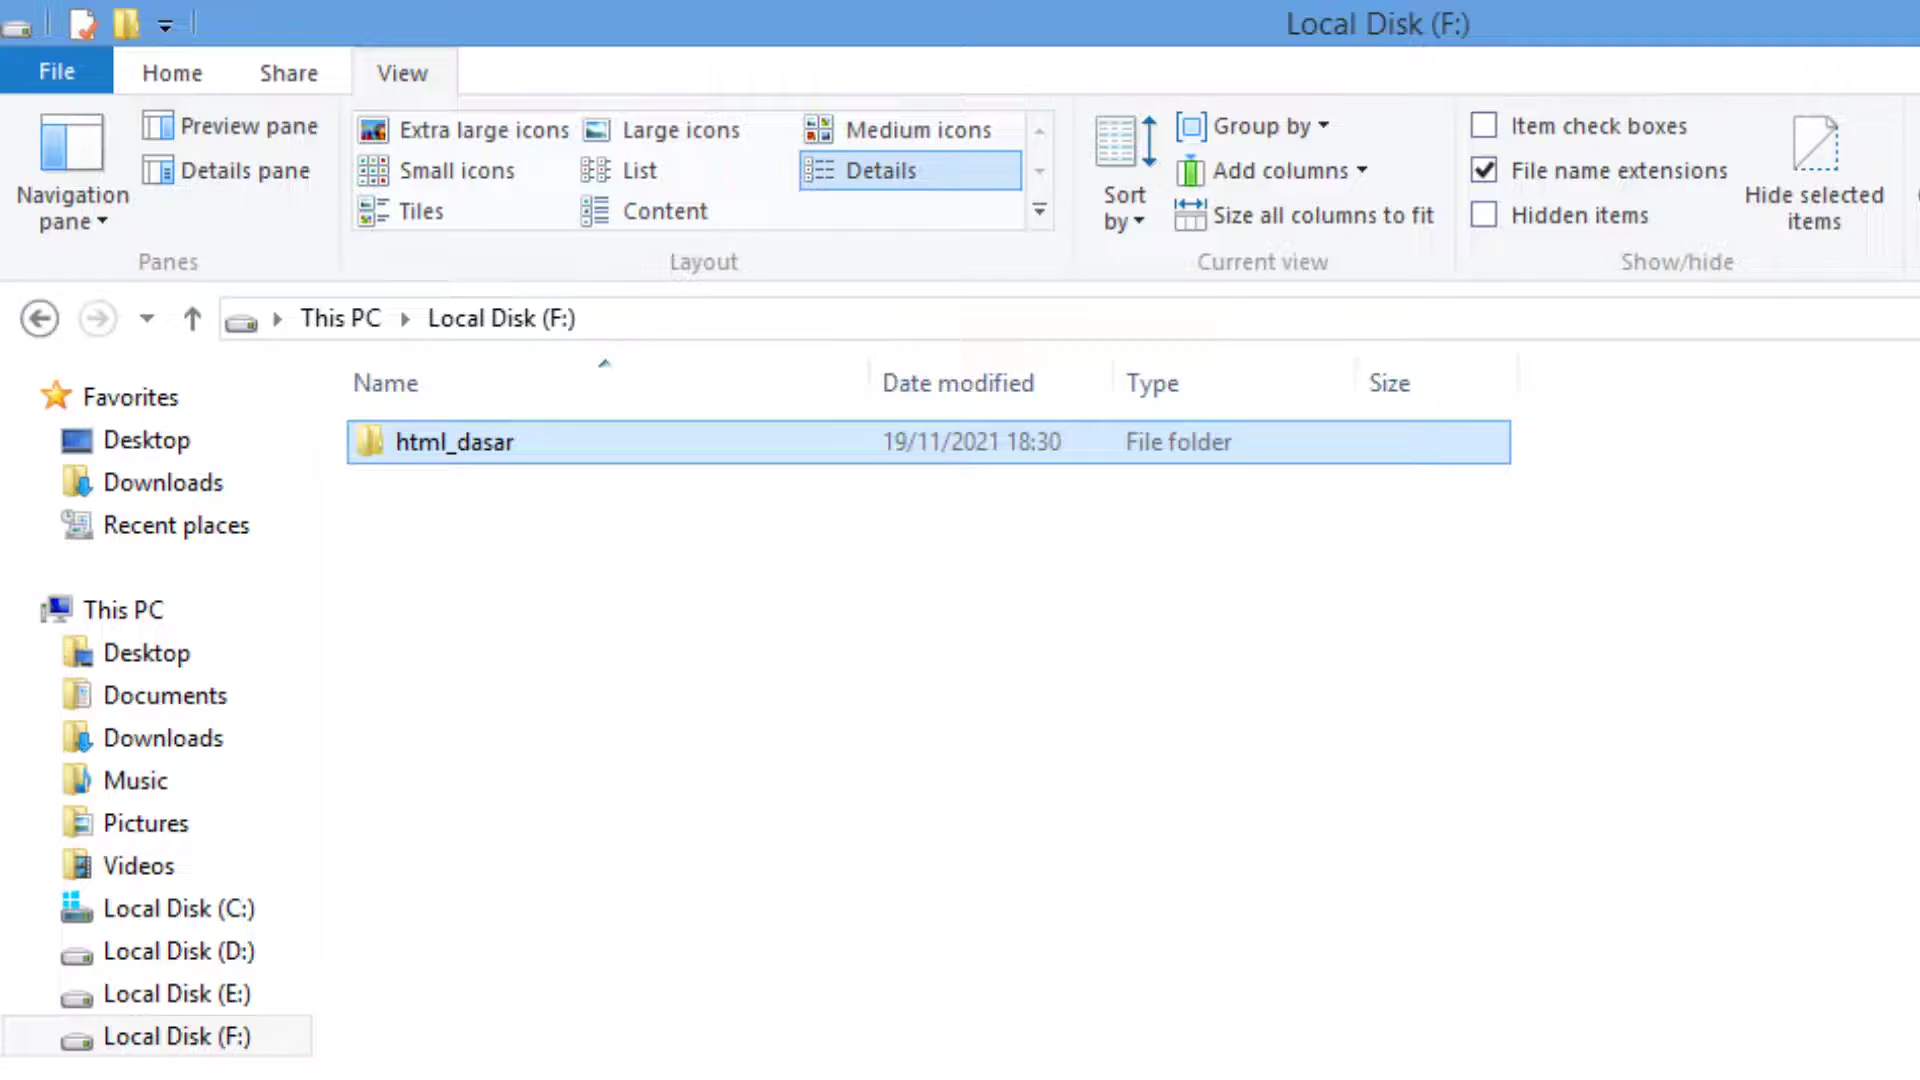 Local Disk (F:)
File Home Share View
Navigation pane
Preview pane
Details pane
Panes
Extra large icons Large icons Medium icons
Small icons List Details
Tiles Content
Layout
Sort by
Group by
Add columns
Size all columns to fit
Current view
Item check boxes
File name extensions
Hidden items
Hide selected items
Show/hide
This PC Local Disk (F:)
Name Date modified Type Size
html_dasar 19/11/2021 18:30 File folder
Favorites
Desktop
Downloads
Recent places
This PC
Desktop
Documents
Downloads
Music
Pictures
Videos
Local Disk (C:)
Local Disk (D:)
Local Disk (E:)
Local Disk (F:)